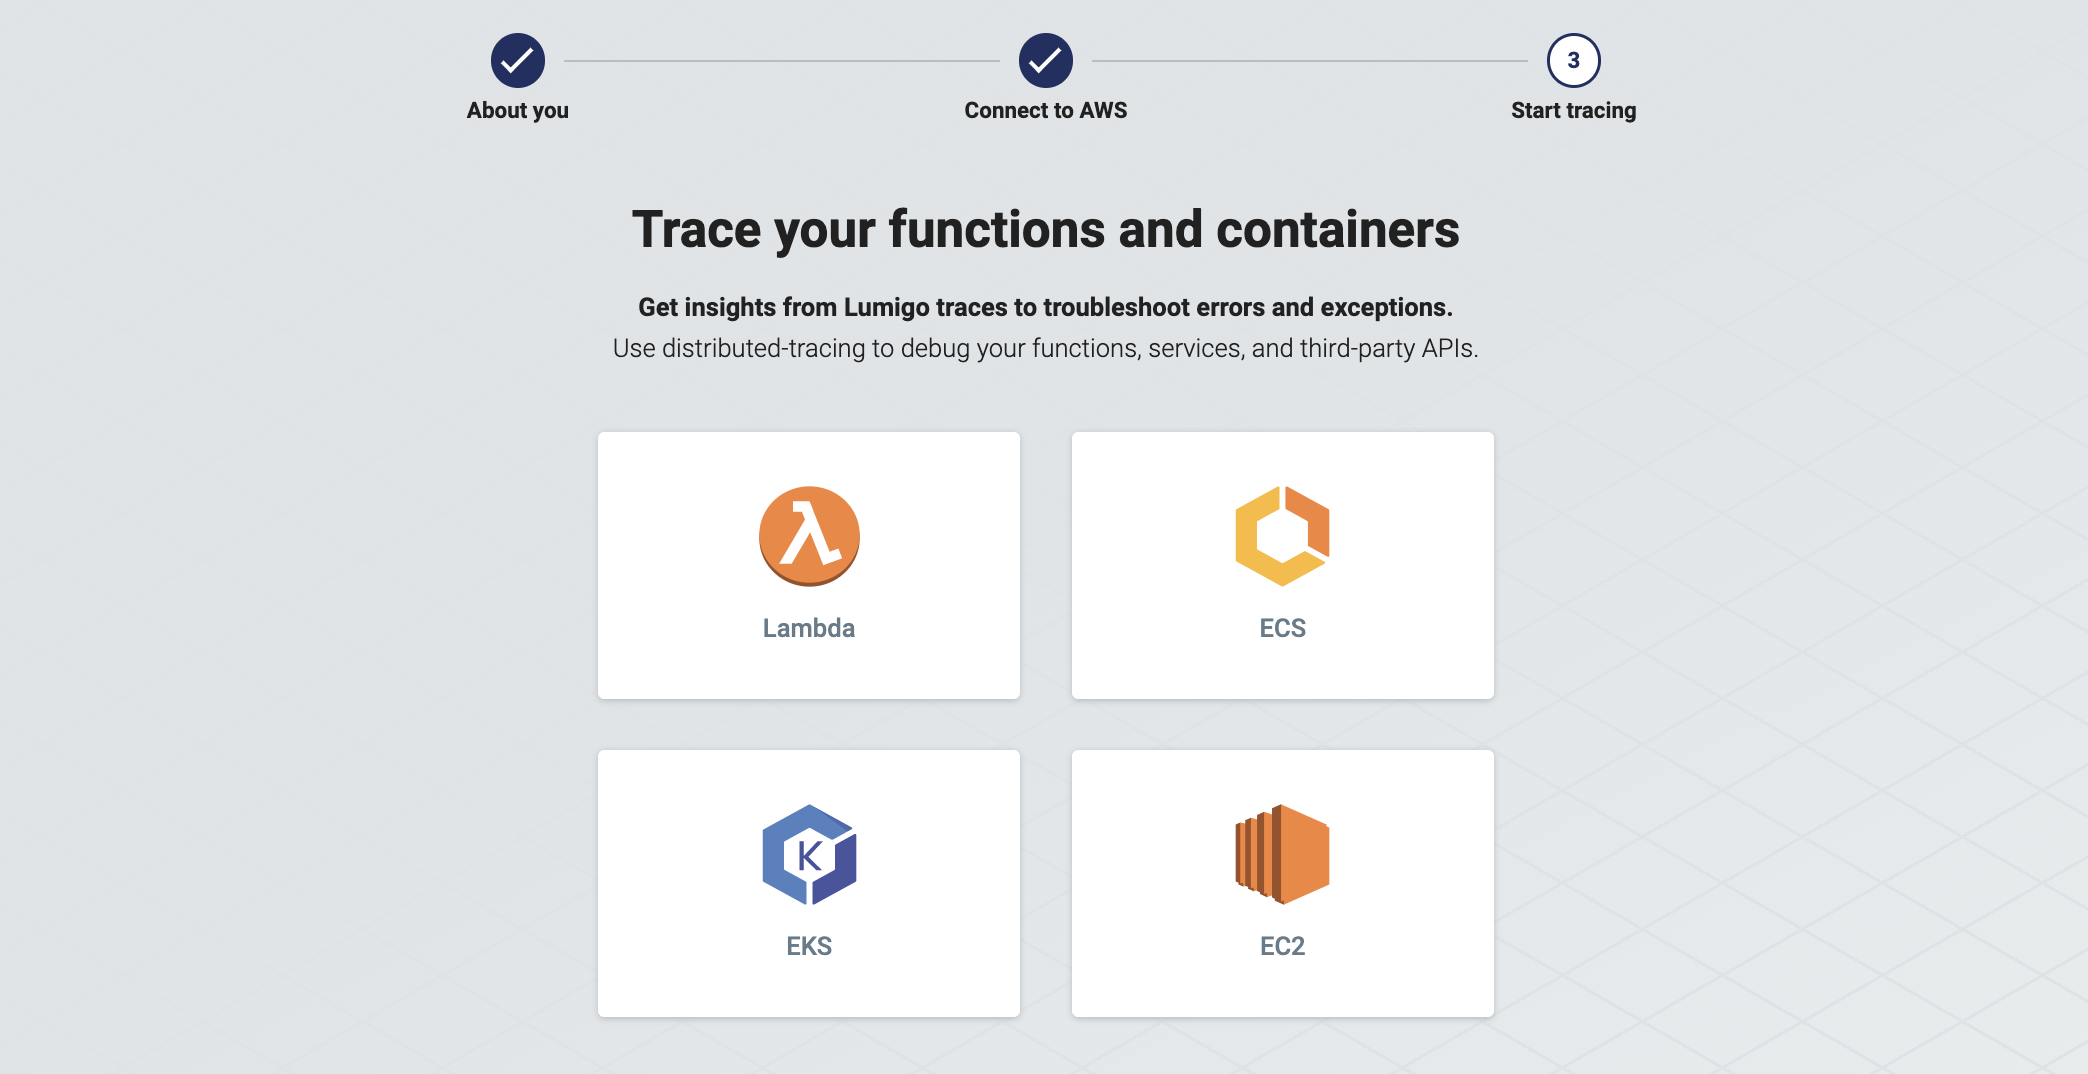 3
About you
Connect to AWS
Start tracing
Trace your functions and containers
Get insights from Lumigo traces to troubleshoot errors and exceptions.
Use distributed-tracing to debug your functions, services, and third-party APIs.
λ
Lambda
ECS
K
EKS
EC2